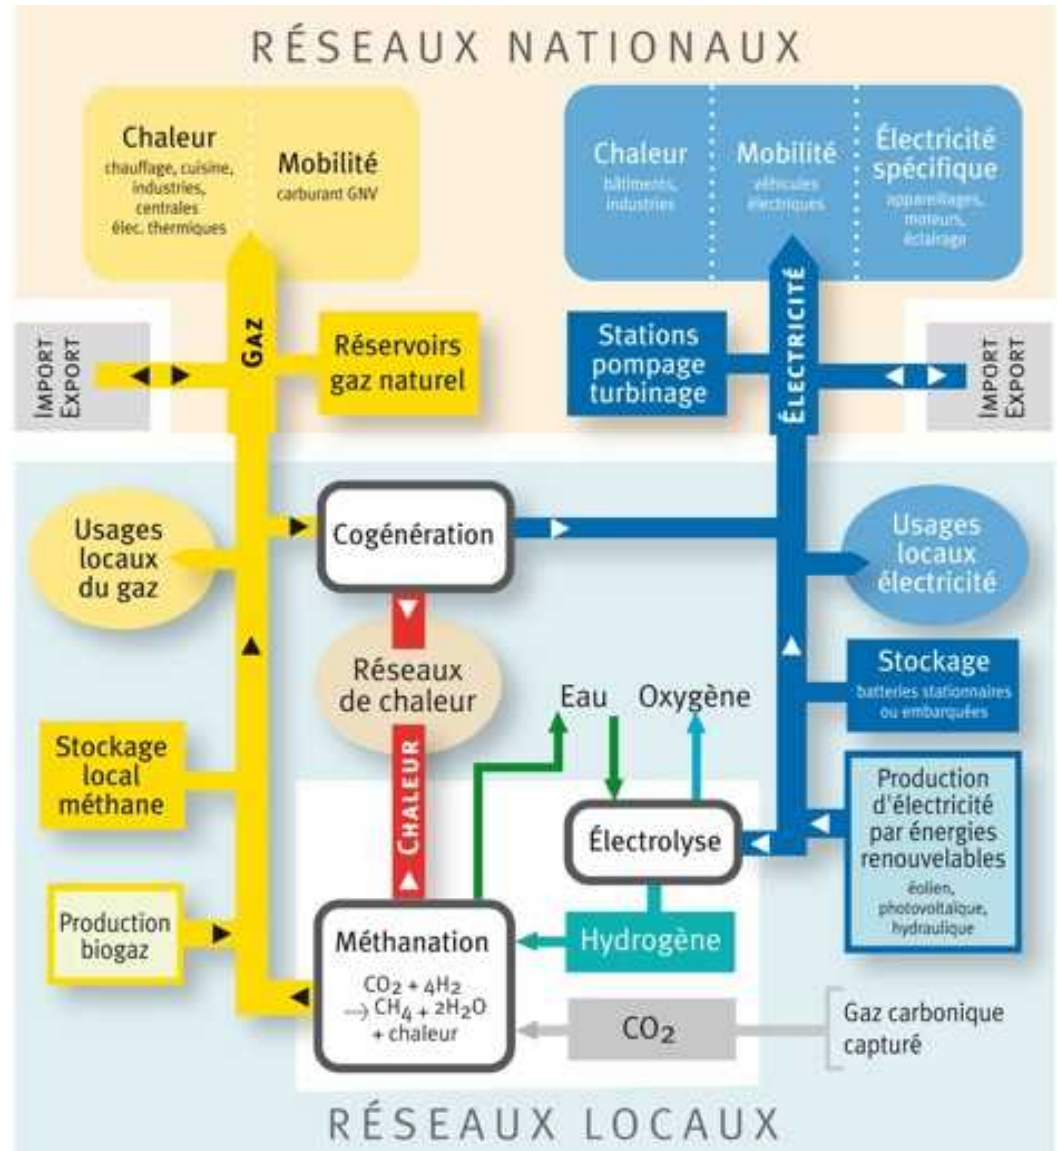 RÉSEAUX NATIONAUX
Chaleur
chauffage, cuisine,
industries,
centrales
élec. thermiques
Mobilité
carburant GNV
Chaleur
bâtiments,
industries
Mobilité
véhicules
électriques
Électricité
spécifique
appareillages,
moteurs,
éclairage
IMPORT
EXPORT
GAZ
Réservoirs
gaz naturel
Stations
pompage
turbinage
ÉLECTRICITÉ
IMPORT
EXPORT
Usages
locaux
du gaz
Cogénération
Usages
locaux
électricité
Réseaux
de chaleur
Eau
Oxygène
Stockage
batteries stationnaires
ou embarquées
Stockage
local
méthane
CHALEUR
Électrolyse
Production
d'électricité
par énergies
renouvelables
éolien,
photovoltaïque,
hydraulique
Production
biogaz
Méthanation
CO2 + 4H2
→ CH4 + 2H2O
+ chaleur
Hydrogène
CO2
Gaz carbonique
capturé
RÉSEAUX LOCAUX